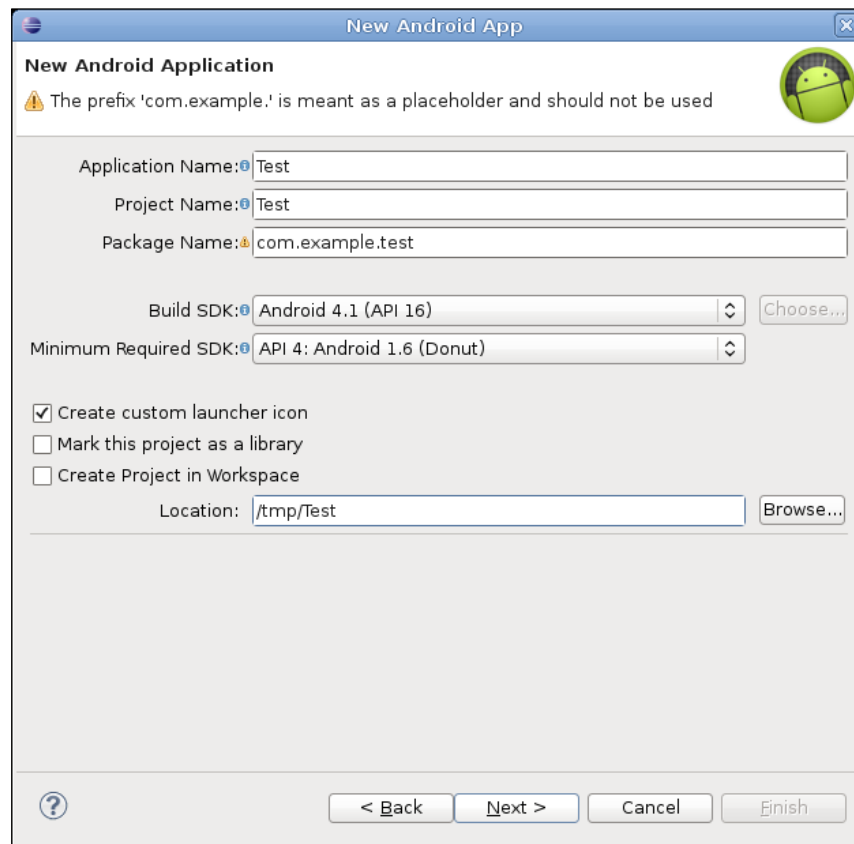 New Android App
New Android Application
The prefix 'com.example.' is meant as a placeholder and should not be used
Application Name: Test
Project Name: Test
Package Name: com.example.test
Build SDK: Android 4.1 (API 16) Choose...
Minimum Required SDK: API 4: Android 1.6 (Donut)
Create custom launcher icon
Mark this project as a library
Create Project in Workspace
Location: /tmp/Test Browse...
< Back Next > Cancel Finish